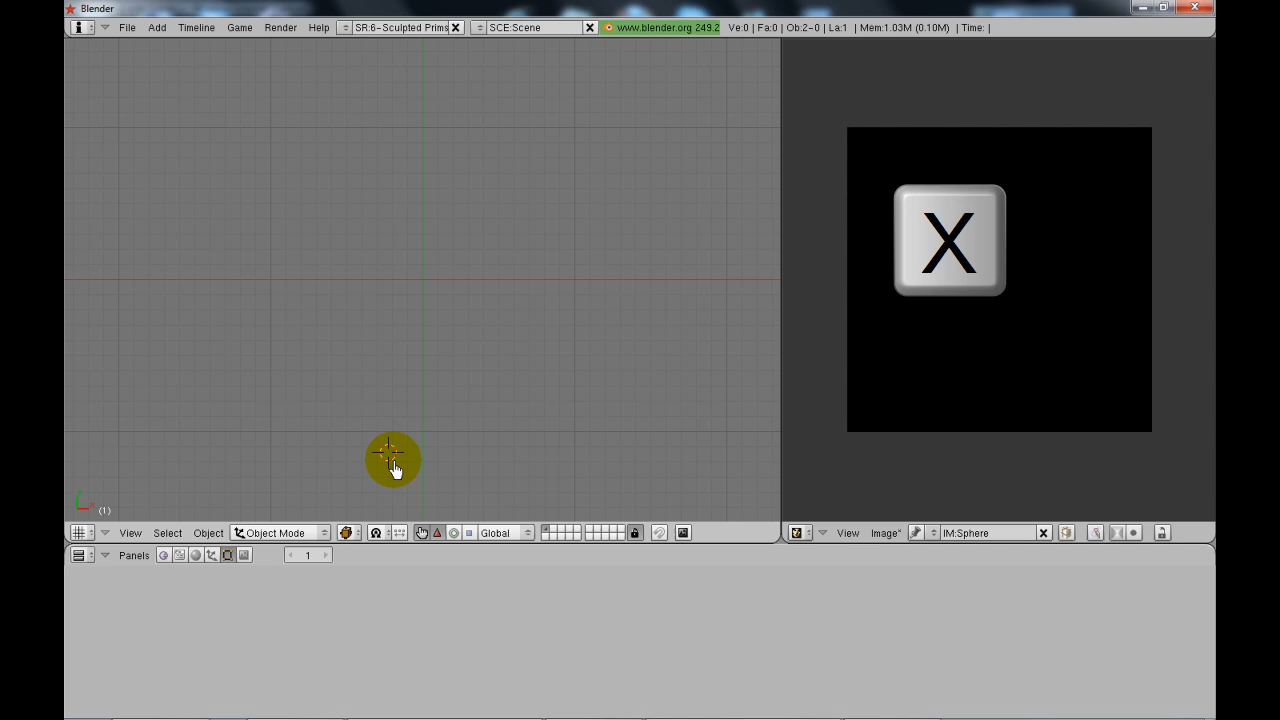 Blender
File Add Timeline Game Render Help SR:6-Sculpted Prims SCE:Scene www.blender.org 249.2 Ve:0 | Fa:0 | Ob:2-0 | La:1 | Mem:1.03M (0.10M) | Time: |
X
x
(1)
View Select Object Object Mode Global
View Image* IM:Sphere
Panels 1